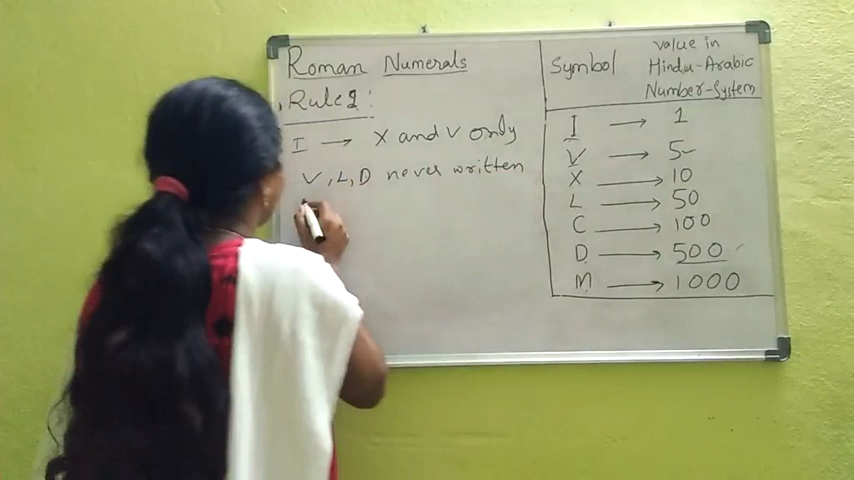 Roman Numerals
Rule 2:
I → X and V only
V, L, D never written
Symbol
value in
Hindu-Arabic
Number-System
I → 1
V → 5
X → 10
L → 50
C → 100
D → 500
M → 1000